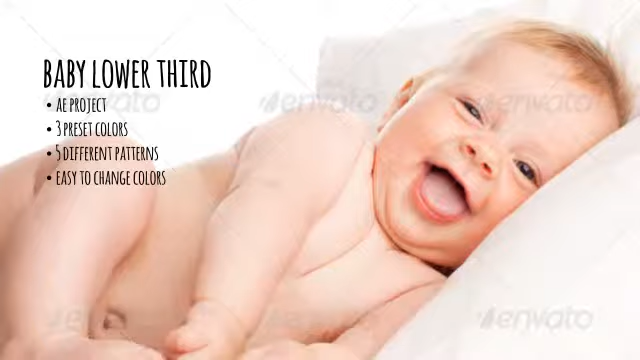 BABY LOWER THIRD
• AE PROJECT
• 3 PRESET COLORS
• 5 DIFFERENT PATTERNS
• EASY TO CHANGE COLORS
envato envato envato
envato envato envato